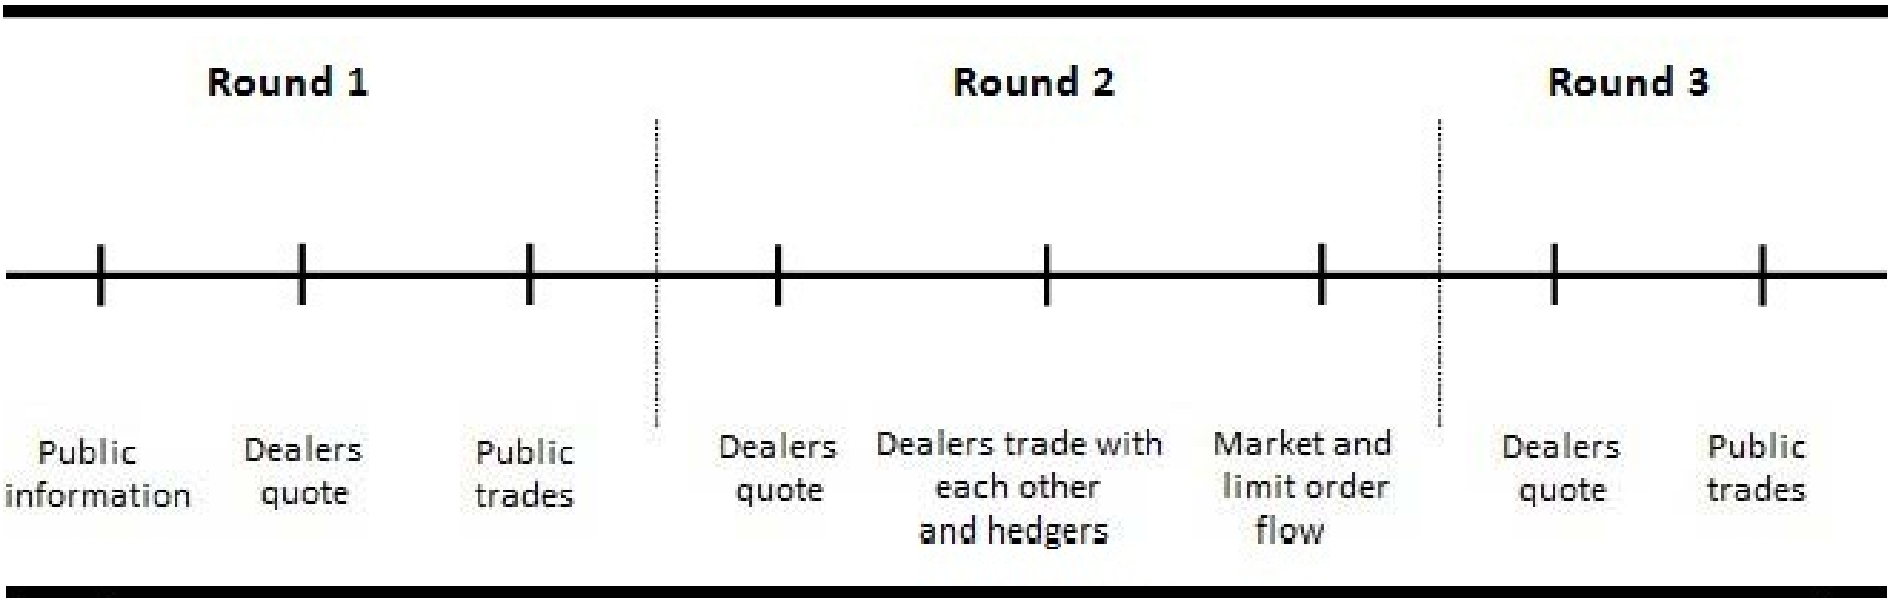 Round 1
Round 2
Round 3
Public
information
Dealers
quote
Public
trades
Dealers
quote
Dealers trade with
each other
and hedgers
Market and
limit order
flow
Dealers
quote
Public
trades